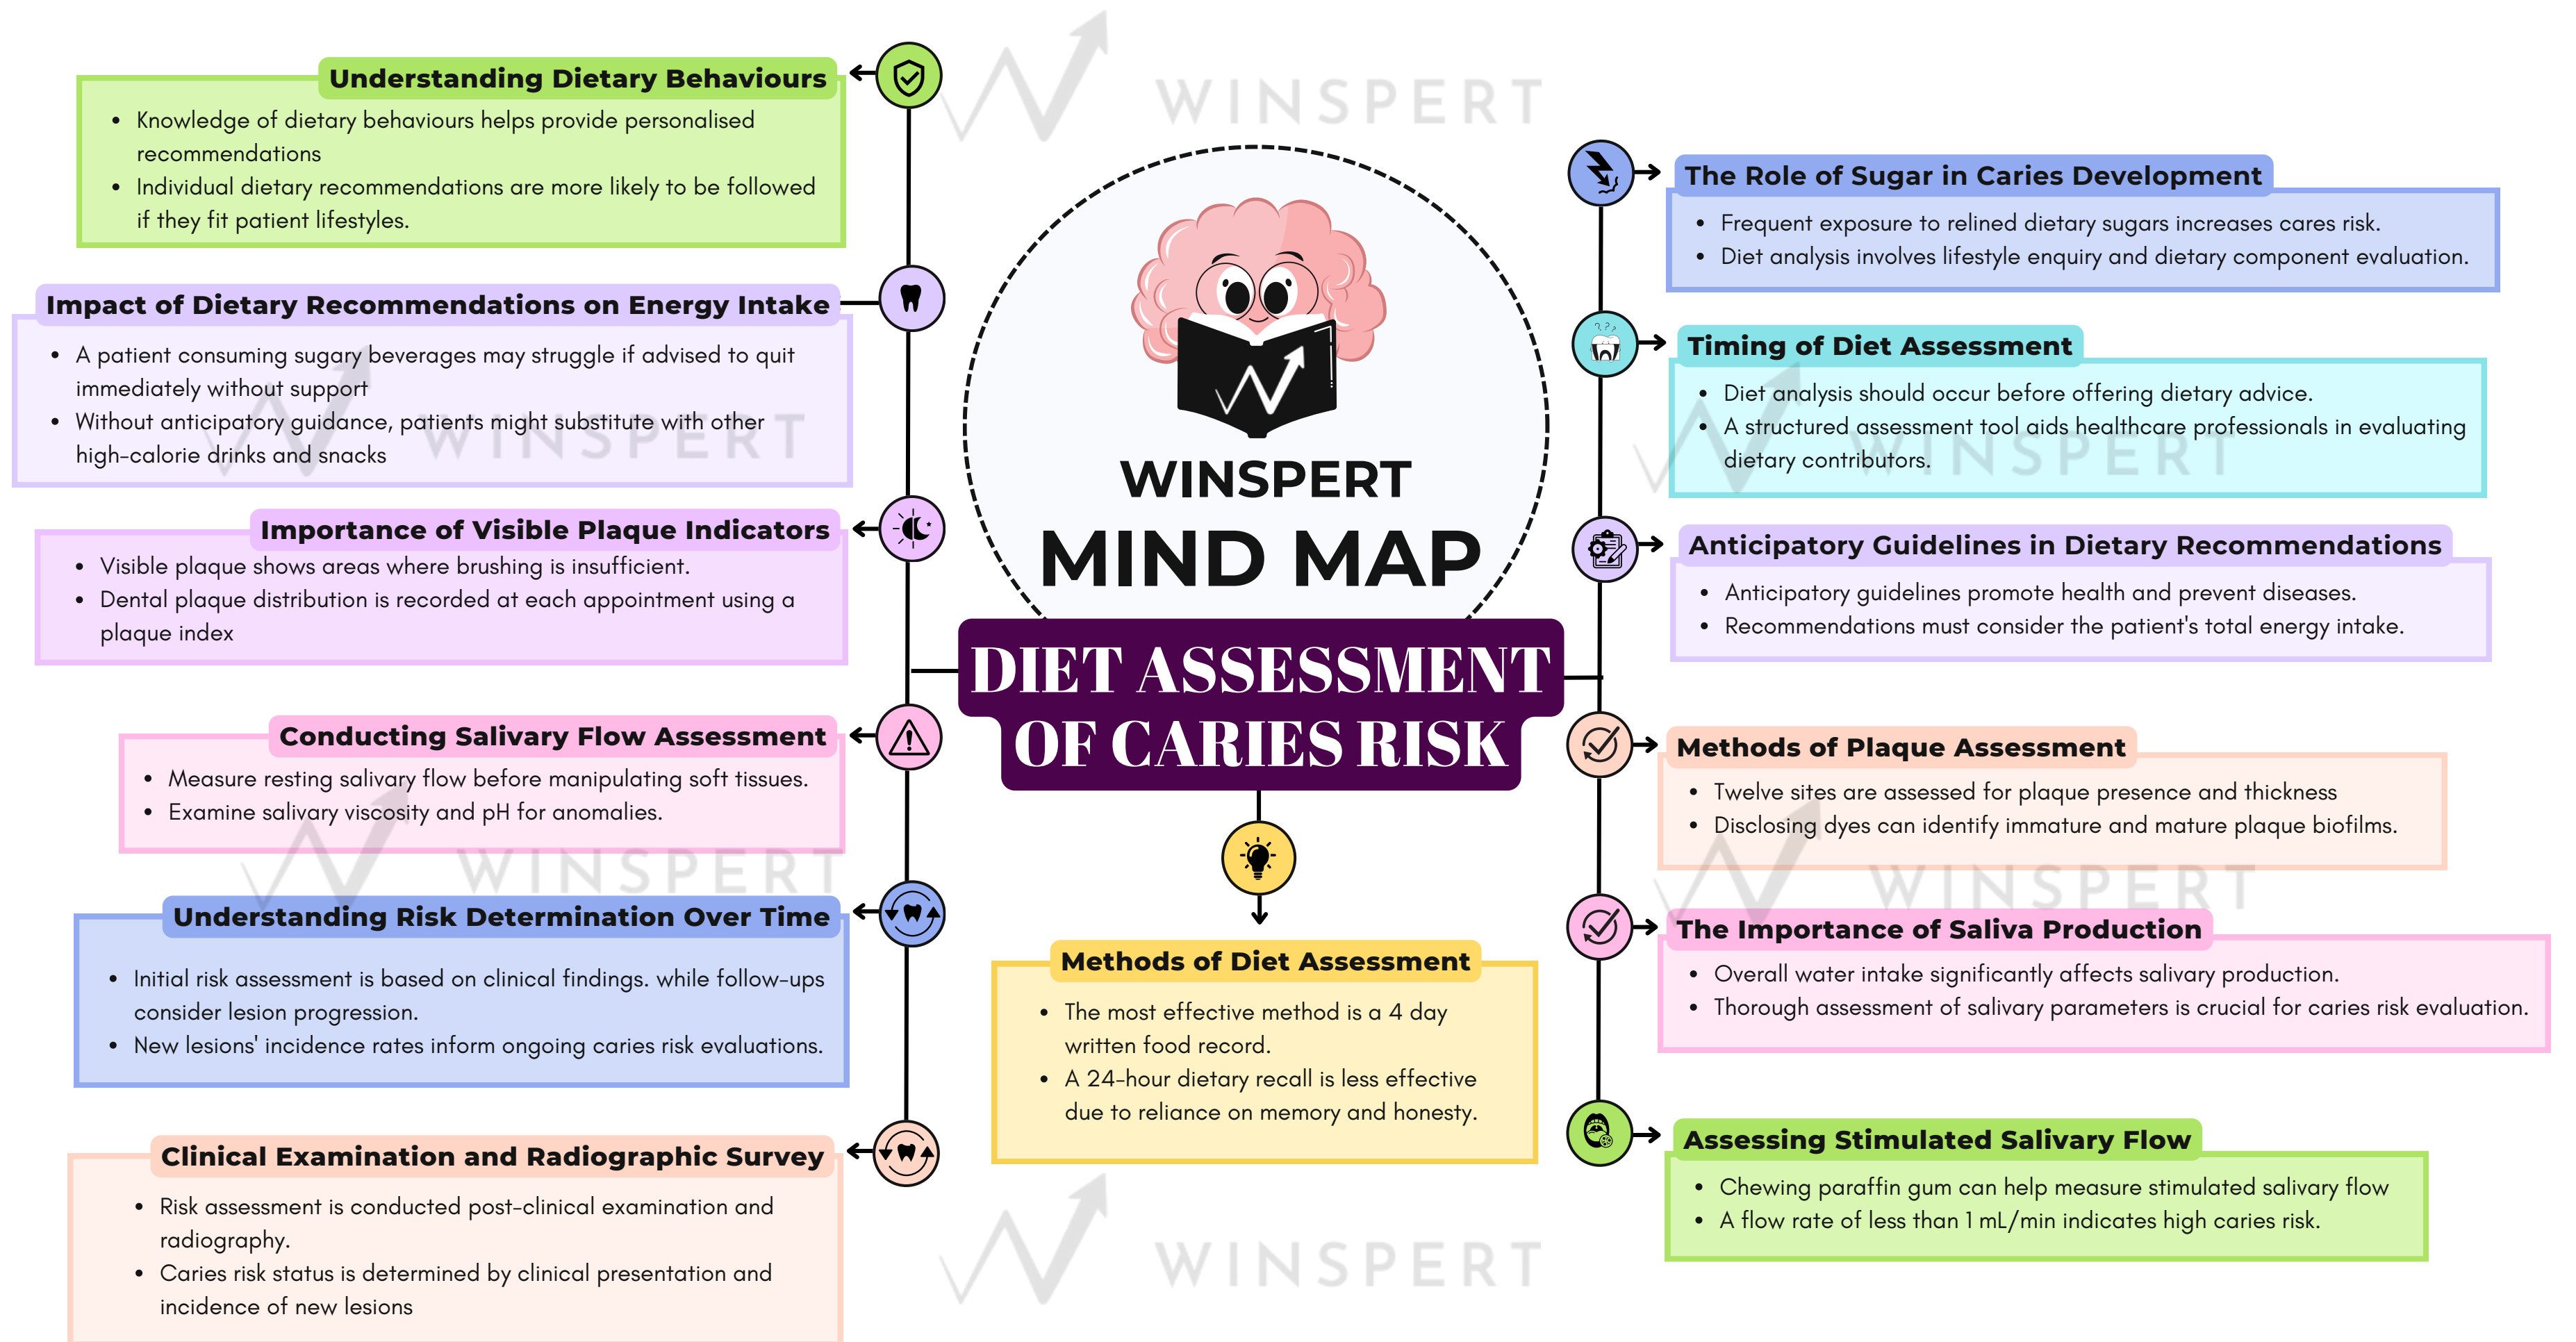 WINSPERT
WINSPERT
MIND MAP
DIET ASSESSMENT
OF CARIES RISK
Understanding Dietary Behaviours
• Knowledge of dietary behaviours helps provide personalised
recommendations
• Individual dietary recommendations are more likely to be followed
if they fit patient lifestyles.
Impact of Dietary Recommendations on Energy Intake
• A patient consuming sugary beverages may struggle if advised to quit
immediately without support
• Without anticipatory guidance, patients might substitute with other
high-calorie drinks and snacks
WINSPERT
Importance of Visible Plaque Indicators
• Visible plaque shows areas where brushing is insufficient.
• Dental plaque distribution is recorded at each appointment using a
plaque index
Conducting Salivary Flow Assessment
• Measure resting salivary flow before manipulating soft tissues.
• Examine salivary viscosity and pH for anomalies.
WINSPERT
Understanding Risk Determination Over Time
• Initial risk assessment is based on clinical findings. while follow-ups
consider lesion progression.
• New lesions' incidence rates inform ongoing caries risk evaluations.
Clinical Examination and Radiographic Survey
• Risk assessment is conducted post-clinical examination and
radiography.
• Caries risk status is determined by clinical presentation and
incidence of new lesions
Methods of Diet Assessment
• The most effective method is a 4 day
written food record.
• A 24-hour dietary recall is less effective
due to reliance on memory and honesty.
WINSPERT
The Role of Sugar in Caries Development
• Frequent exposure to relined dietary sugars increases cares risk.
• Diet analysis involves lifestyle enquiry and dietary component evaluation.
???
Timing of Diet Assessment
• Diet analysis should occur before offering dietary advice.
• A structured assessment tool aids healthcare professionals in evaluating
dietary contributors.
WINSPERT
Anticipatory Guidelines in Dietary Recommendations
• Anticipatory guidelines promote health and prevent diseases.
• Recommendations must consider the patient's total energy intake.
Methods of Plaque Assessment
• Twelve sites are assessed for plaque presence and thickness
• Disclosing dyes can identify immature and mature plaque biofilms.
WINSPERT
The Importance of Saliva Production
• Overall water intake significantly affects salivary production.
• Thorough assessment of salivary parameters is crucial for caries risk evaluation.
Assessing Stimulated Salivary Flow
• Chewing paraffin gum can help measure stimulated salivary flow
• A flow rate of less than 1 mL/min indicates high caries risk.